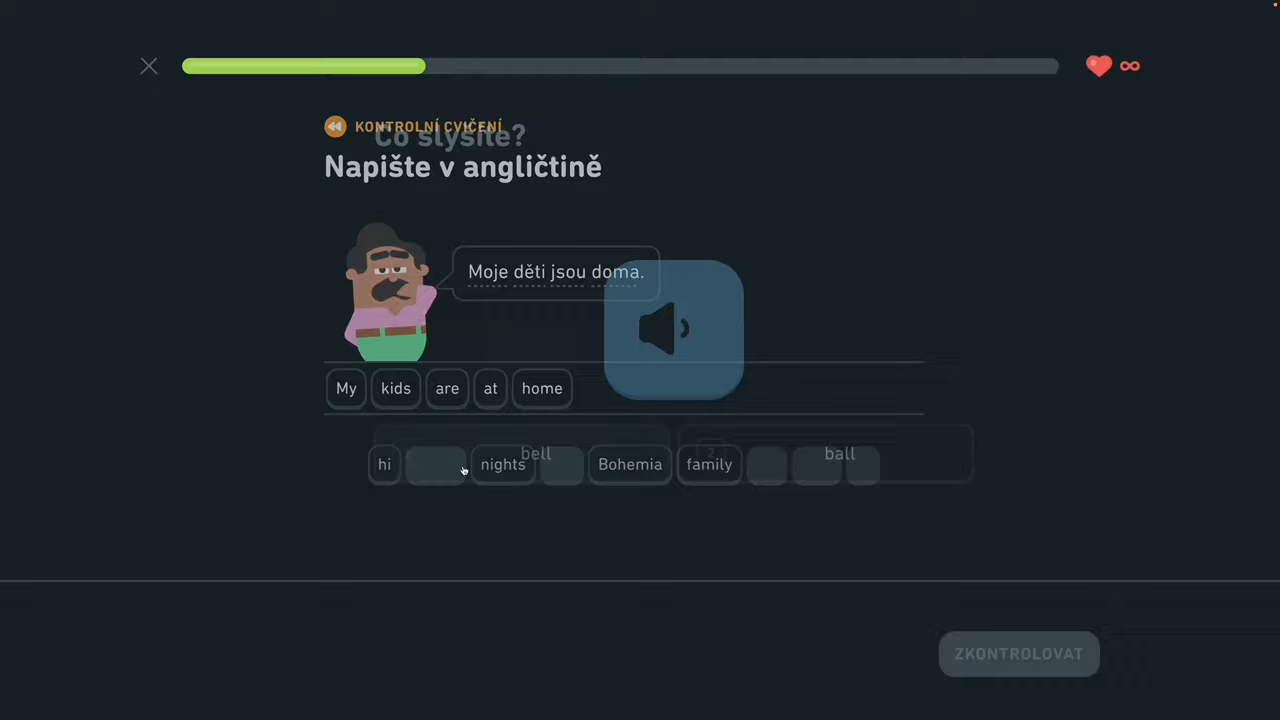 KONTROLNÍ CVIČENÍ
Co slyšíte?
Napište v angličtině
Moje děti jsou doma.
My kids are at home
bell 2 ball
hi nights Bohemia family
ZKONTROLOVAT